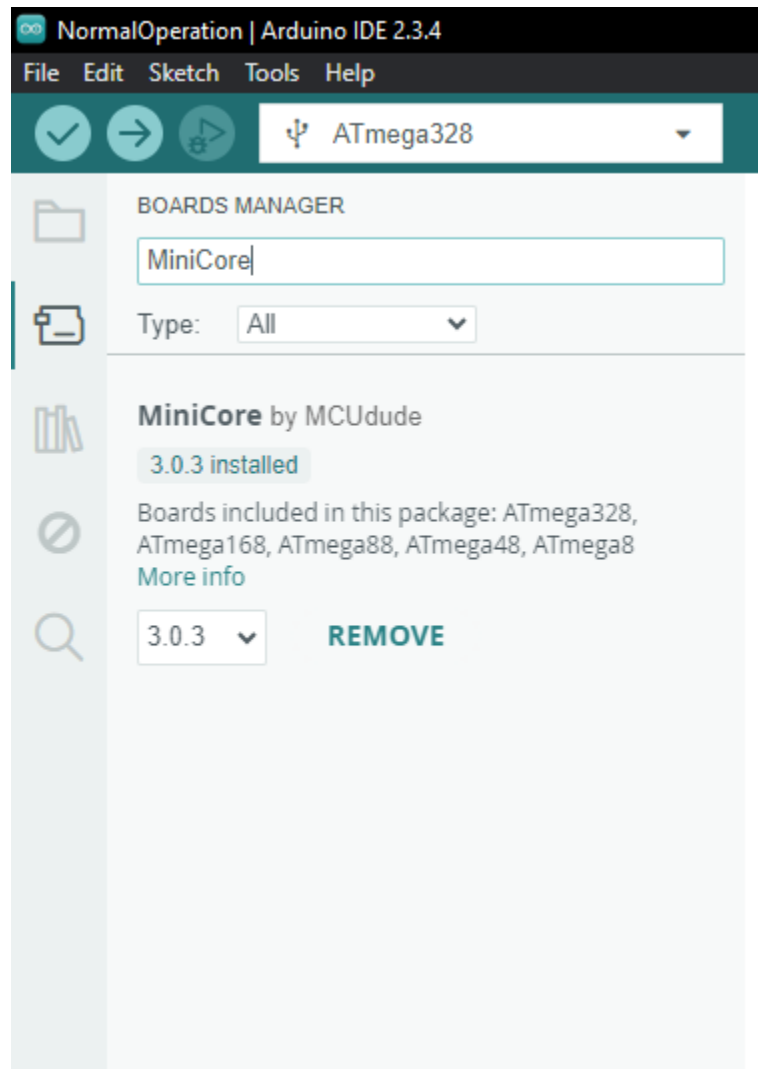 NormalOperation | Arduino IDE 2.3.4
File Edit Sketch Tools Help
ATmega328
BOARDS MANAGER
MiniCore
Type: All
MiniCore by MCUdude
3.0.3 installed
Boards included in this package: ATmega328,
ATmega168, ATmega88, ATmega48, ATmega8
More info
3.0.3 REMOVE